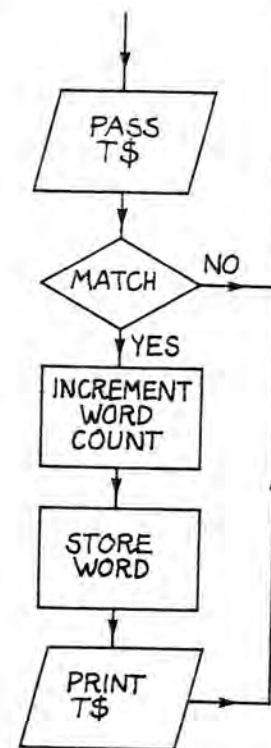 PASS
T$
MATCH
NO
YES
INCREMENT
WORD
COUNT
STORE
WORD
PRINT
T$